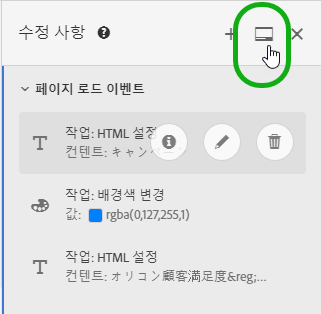 수정 사항
페이지 로드 이벤트
작업: HTML 설정
컨텐트: キャンペ
작업: 배경색 변경
값: rgba(0,127,255,1)
작업: HTML 설정
컨텐트: オリコン顧客満足度&reg;...